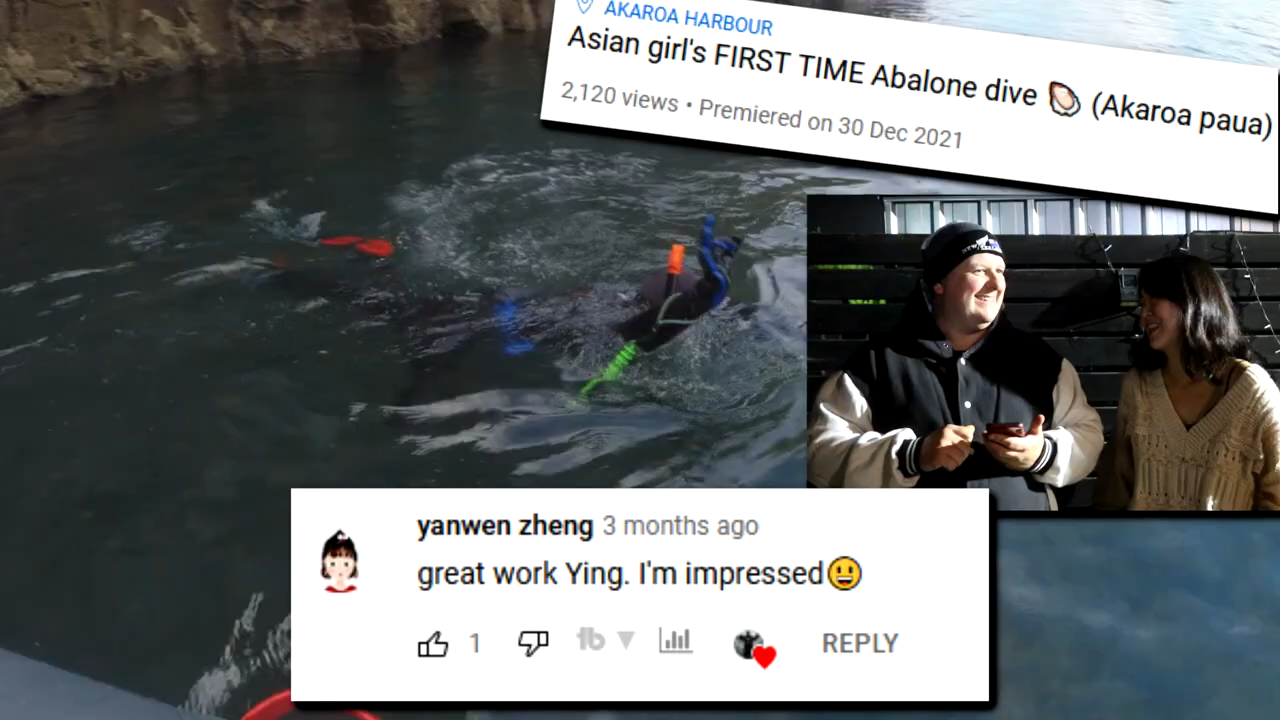 AKAROA HARBOUR
Asian girl's FIRST TIME Abalone dive 🦪 (Akaroa paua)
2,120 views • Premiered on 30 Dec 2021
yanwen zheng 3 months ago
great work Ying. I'm impressed😃
1
REPLY